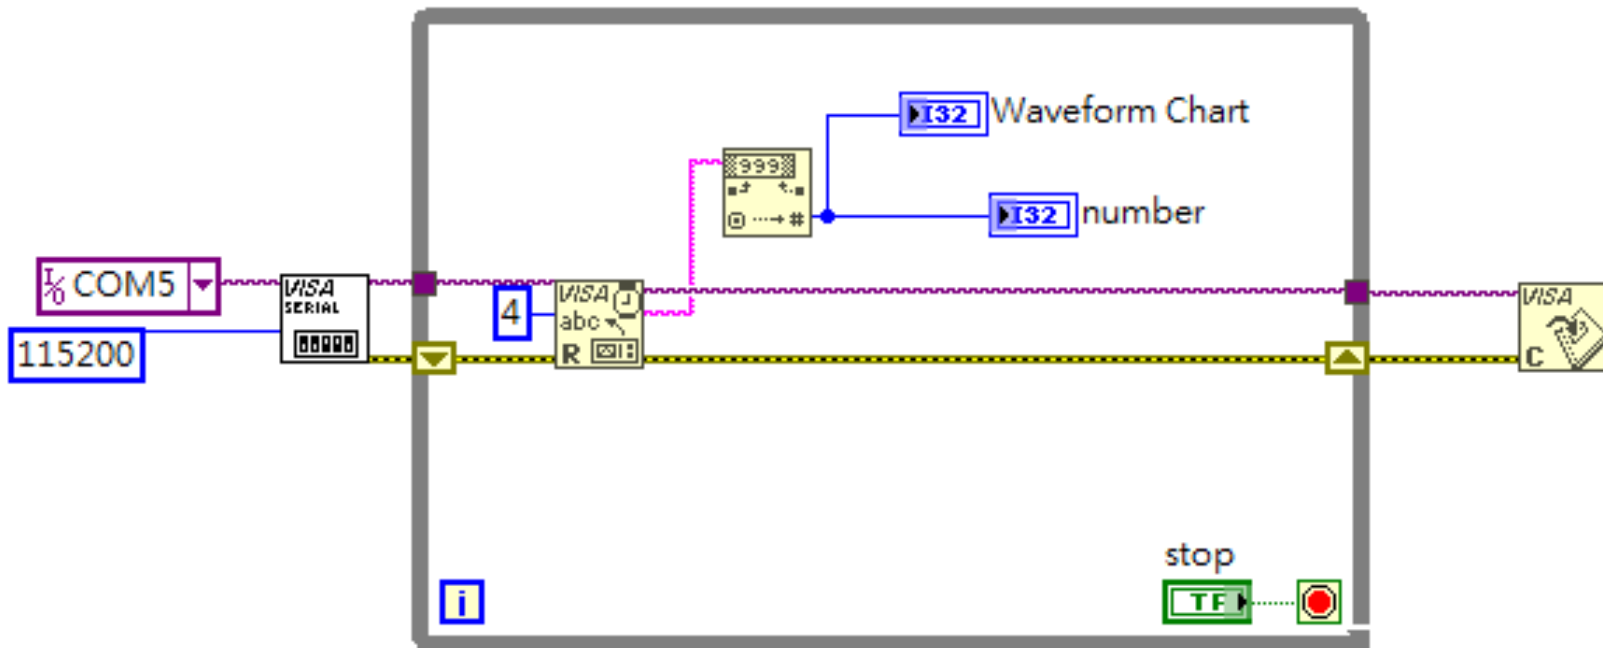 Waveform Chart
I32
999
number
I32
I/O COM5
VISA
SERIAL
115200
4
VISA
abc
R
VISA
C
stop
TF
i